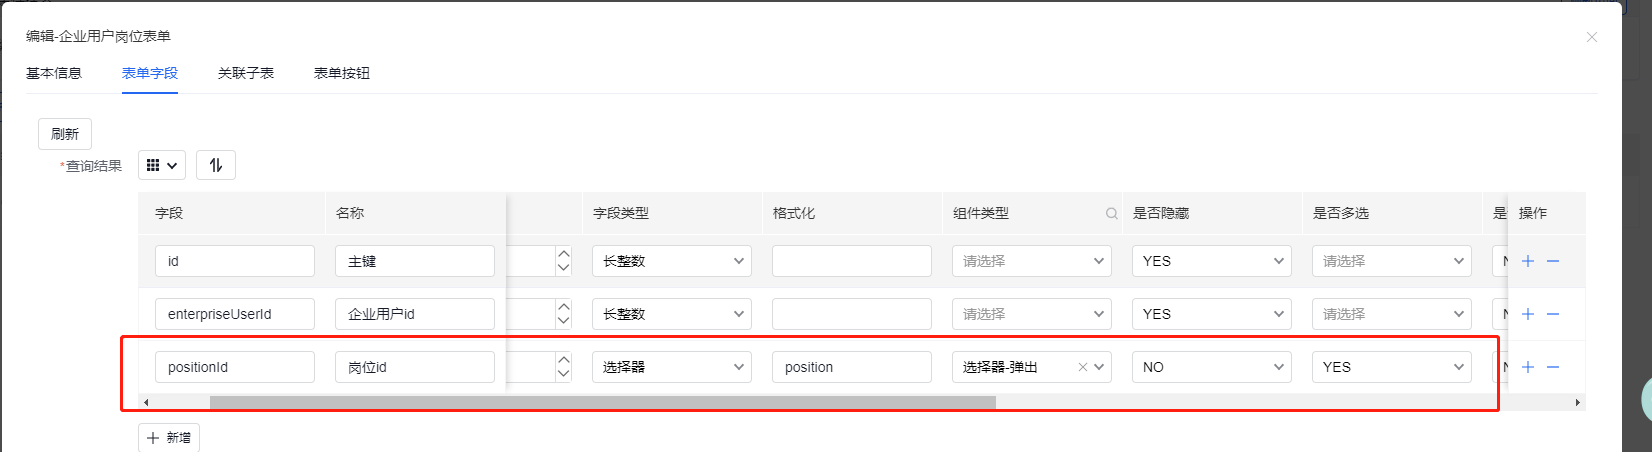 编辑-企业用户岗位表单
基本信息 表单字段 关联子表 表单按钮
刷新
*查询结果
字段 名称 字段类型 格式化 组件类型 是否隐藏 是否多选 是 操作
id 主键 长整数 请选择 YES 请选择
enterpriseUserId 企业用户id 长整数 请选择 YES 请选择
positionId 岗位id 选择器 position 选择器-弹出 NO YES
新增